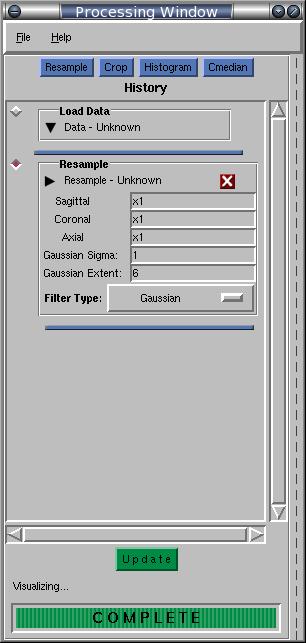 Processing Window
File Help
Resample Crop Histogram Cmedian
History
Load Data
Data - Unknown
Resample
Resample - Unknown
Sagittal x1
Coronal x1
Axial x1
Gaussian Sigma: 1
Gaussian Extent: 6
Filter Type: Gaussian
Update
Visualizing...
COMPLETE